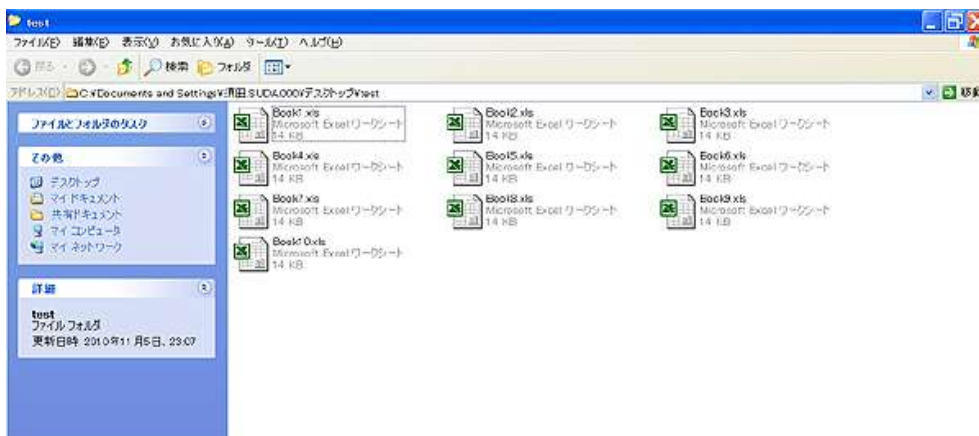 test
ファイル(F) 編集(E) 表示(V) お気に入り(A) ツール(T) ヘルプ(H)
戻る 検索 フォルダ
アドレス(D) C:¥Documents and Settings¥須田.SUDA.000¥デスクトップ¥test 移動
ファイルとフォルダのタスク
その他
デスクトップ
マイ ドキュメント
共有ドキュメント
マイ コンピュータ
マイ ネットワーク
詳細
test
ファイル フォルダ
更新日時 2010年11月5日、23:07
Book1.xls
Microsoft Excel ワークシート
14 KB
Book2.xls
Microsoft Excel ワークシート
14 KB
Book3.xls
Microsoft Excel ワークシート
14 KB
Book4.xls
Microsoft Excel ワークシート
14 KB
Book5.xls
Microsoft Excel ワークシート
14 KB
Book6.xls
Microsoft Excel ワークシート
14 KB
Book7.xls
Microsoft Excel ワークシート
14 KB
Book8.xls
Microsoft Excel ワークシート
14 KB
Book9.xls
Microsoft Excel ワークシート
14 KB
Book10.xls
Microsoft Excel ワークシート
14 KB